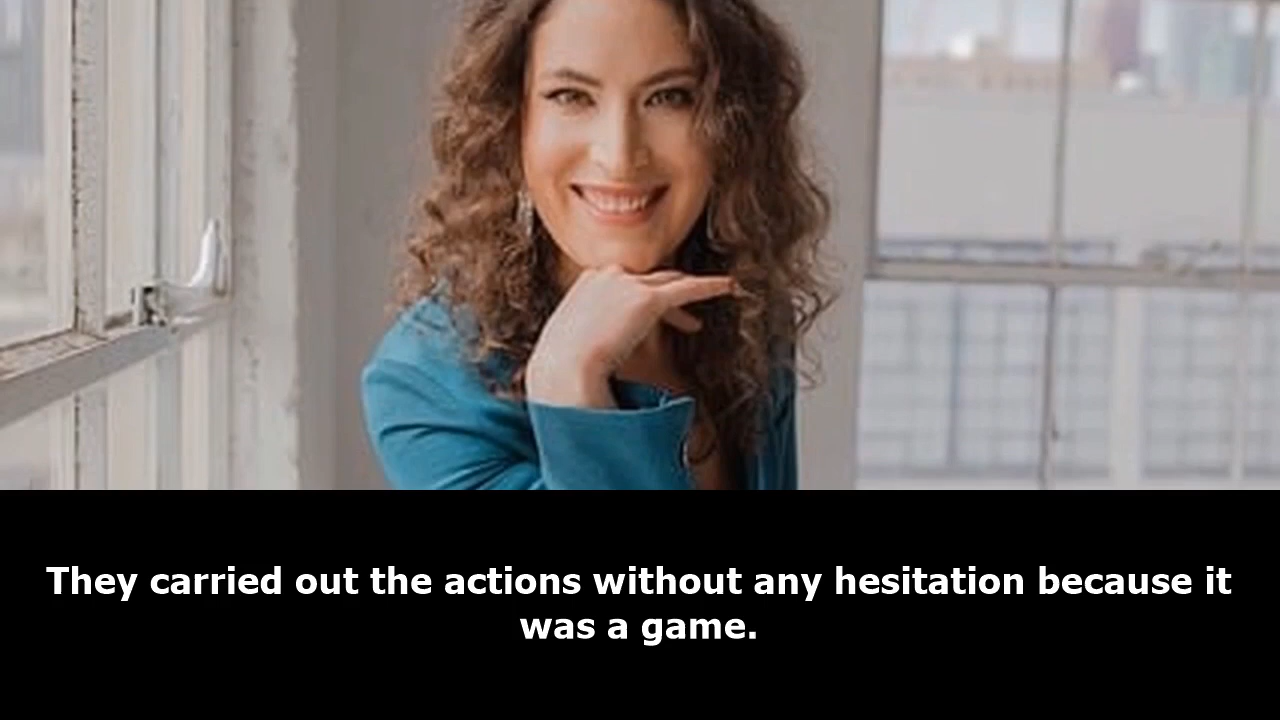 They carried out the actions without any hesitation because it
was a game.